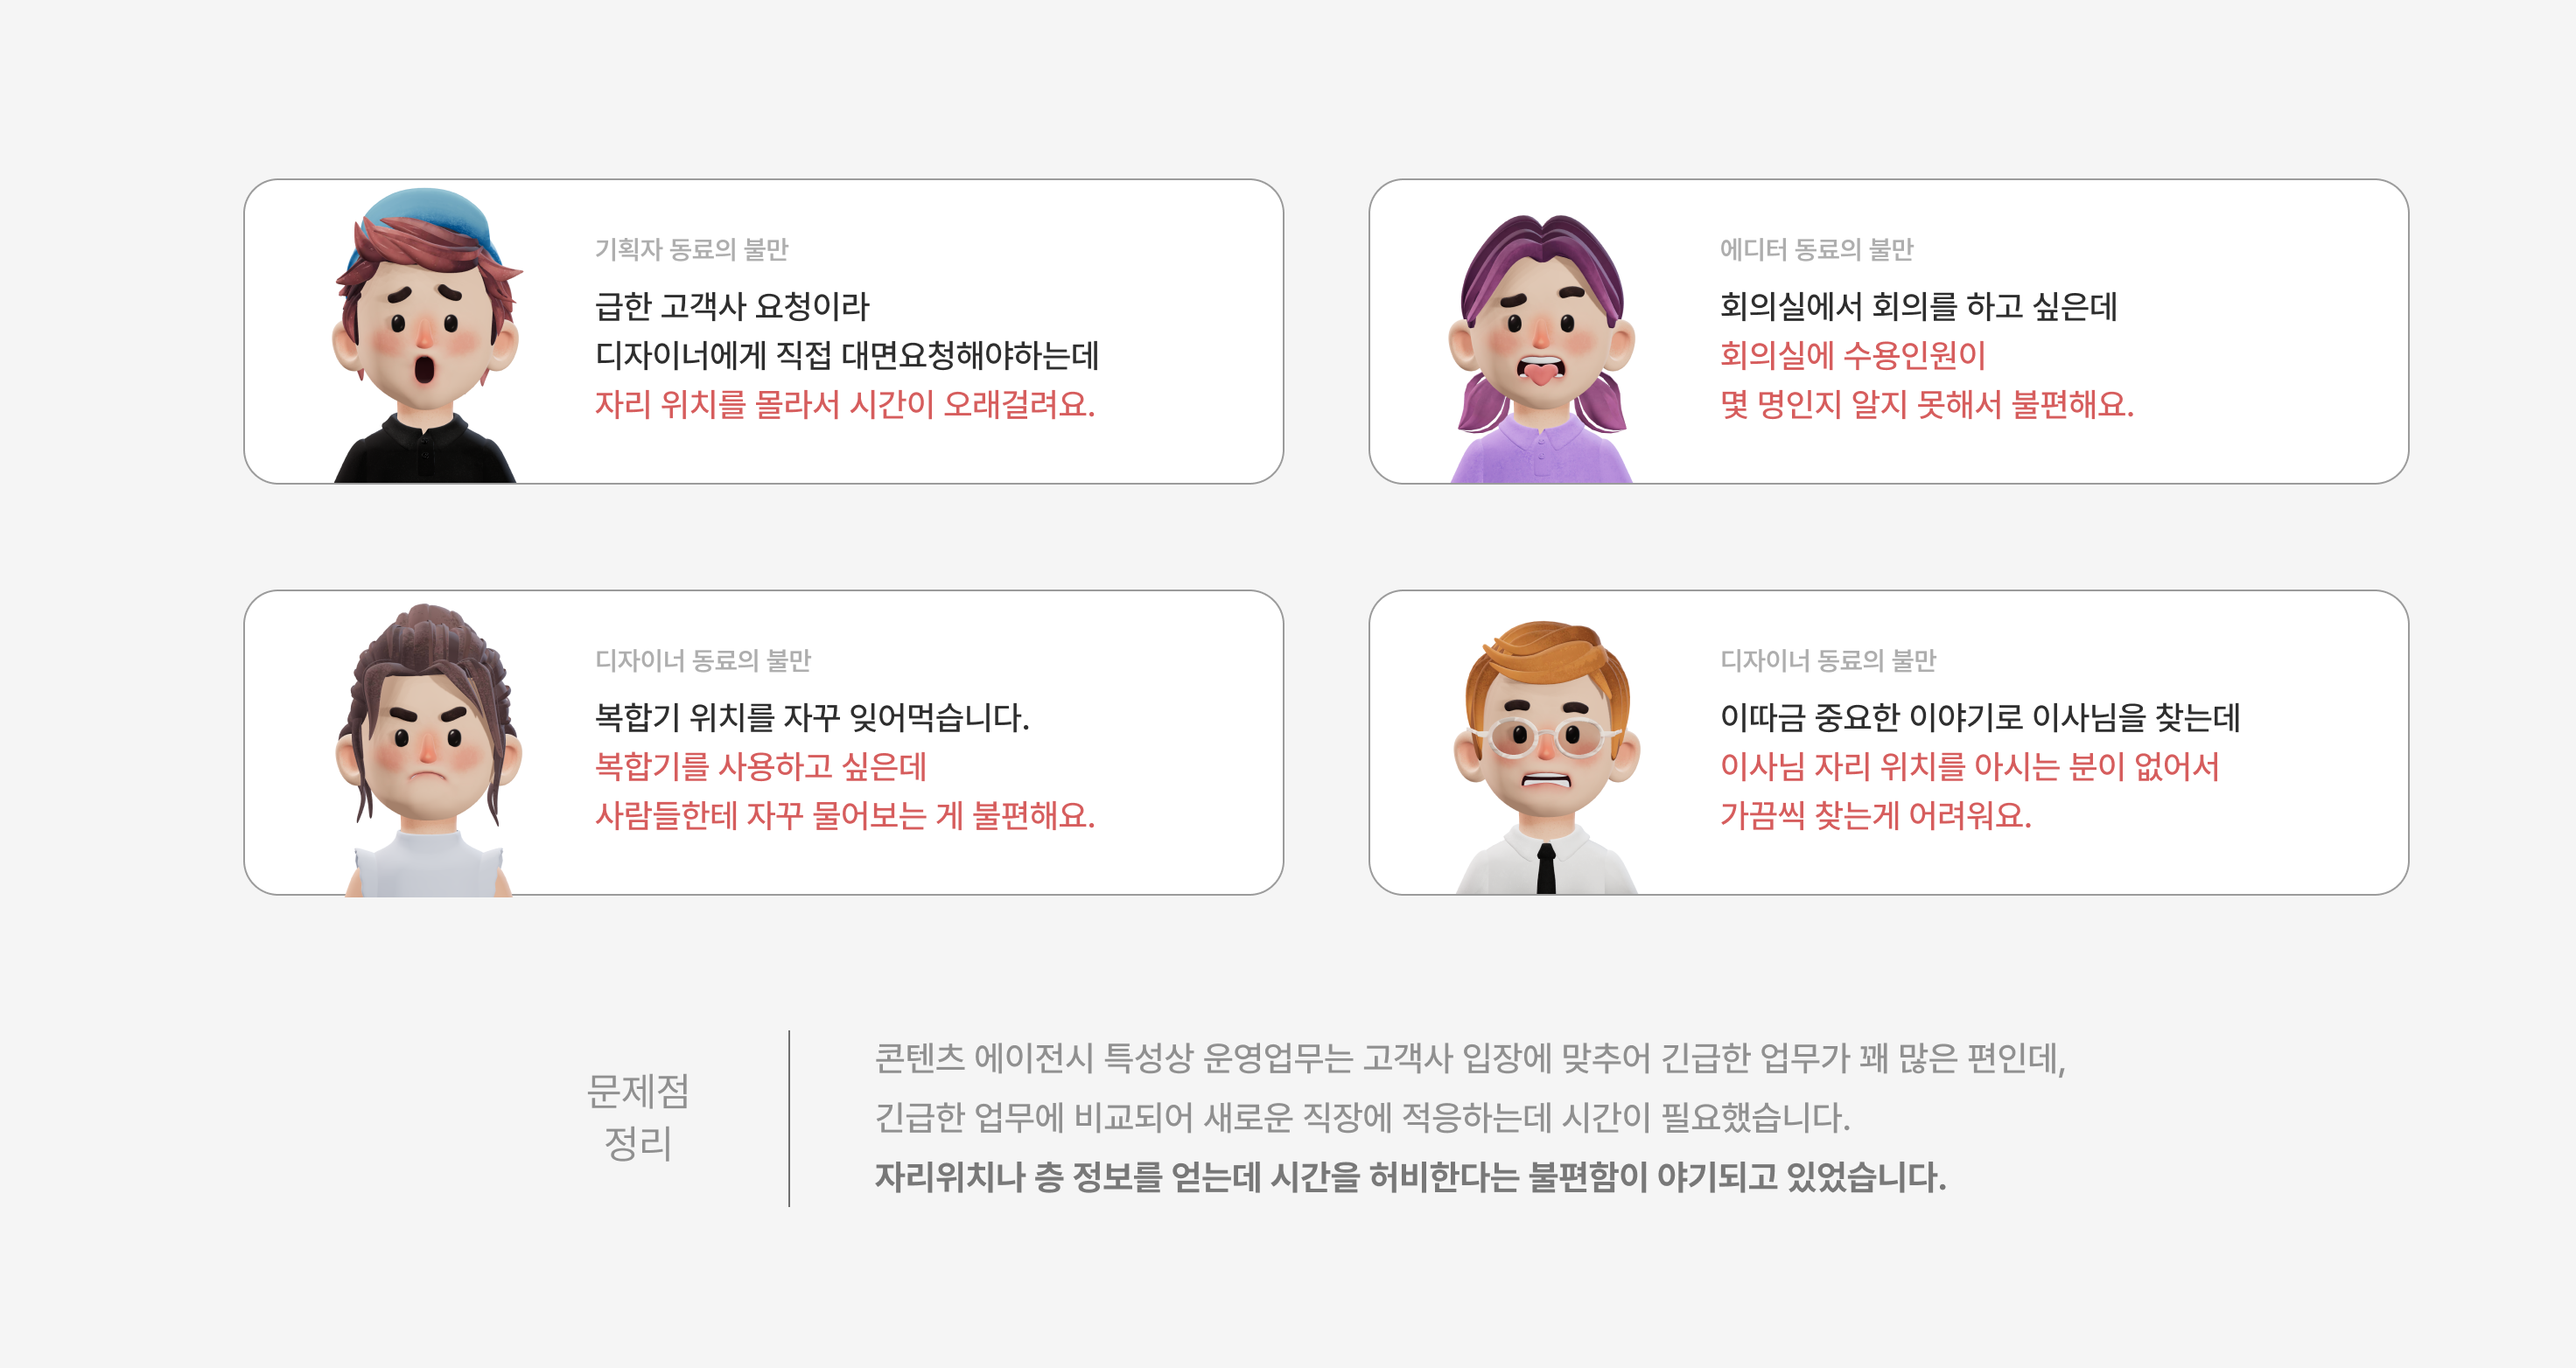 기획자 동료의 불만
급한 고객사 요청이라
디자이너에게 직접 대면요청해야하는데
자리 위치를 몰라서 시간이 오래걸려요.
에디터 동료의 불만
회의실에서 회의를 하고 싶은데
회의실에 수용인원이
몇 명인지 알지 못해서 불편해요.
디자이너 동료의 불만
복합기 위치를 자꾸 잊어먹습니다.
복합기를 사용하고 싶은데
사람들한테 자꾸 물어보는 게 불편해요.
디자이너 동료의 불만
이따금 중요한 이야기로 이사님을 찾는데
이사님 자리 위치를 아시는 분이 없어서
가끔씩 찾는게 어려워요.
문제점
정리
콘텐츠 에이전시 특성상 운영업무는 고객사 입장에 맞추어 긴급한 업무가 꽤 많은 편인데,
긴급한 업무에 비교되어 새로운 직장에 적응하는데 시간이 필요했습니다.
자리위치나 층 정보를 얻는데 시간을 허비한다는 불편함이 야기되고 있었습니다.